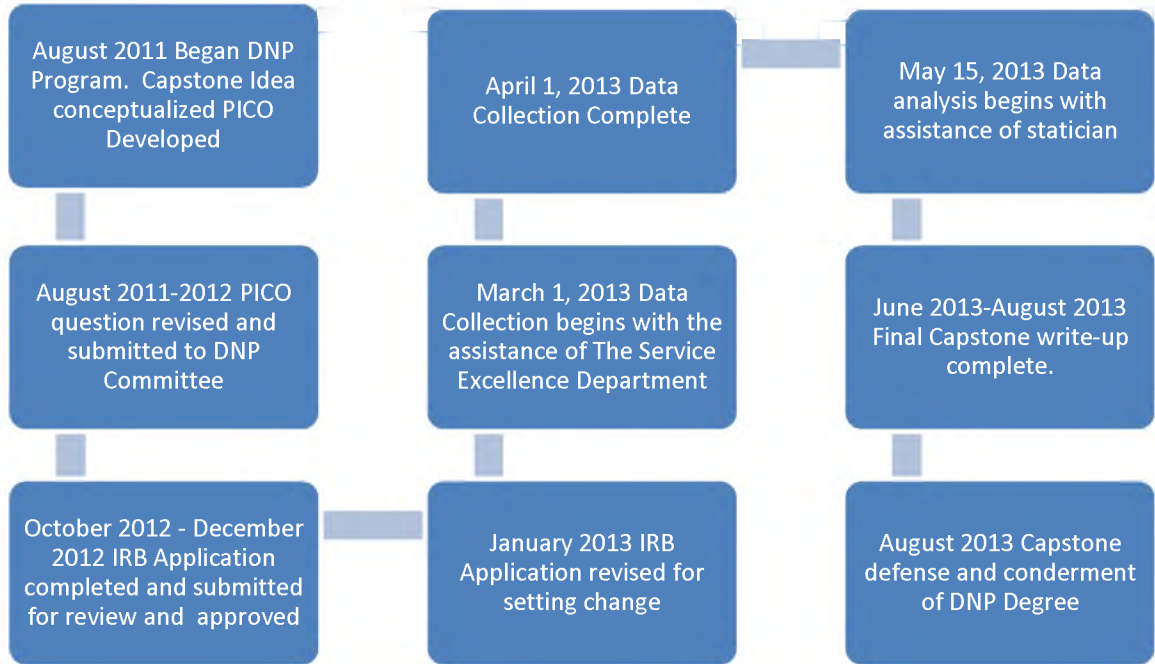 August 2011 Began DNP
Program.  Capstone Idea
conceptualized PICO
Developed
August 2011-2012 PICO
question revised and
submitted to DNP
Committee
October 2012 - December
2012 IRB Application
completed and submitted
for review and  approved
January 2013 IRB
Application revised for
setting change
March 1, 2013 Data
Collection begins with the
assistance of The Service
Excellence Department
April 1, 2013 Data
Collection Complete
May 15, 2013 Data
analysis begins with
assistance of statician
June 2013-August 2013
Final Capstone write-up
complete.
August 2013 Capstone
defense and conderment
of DNP Degree